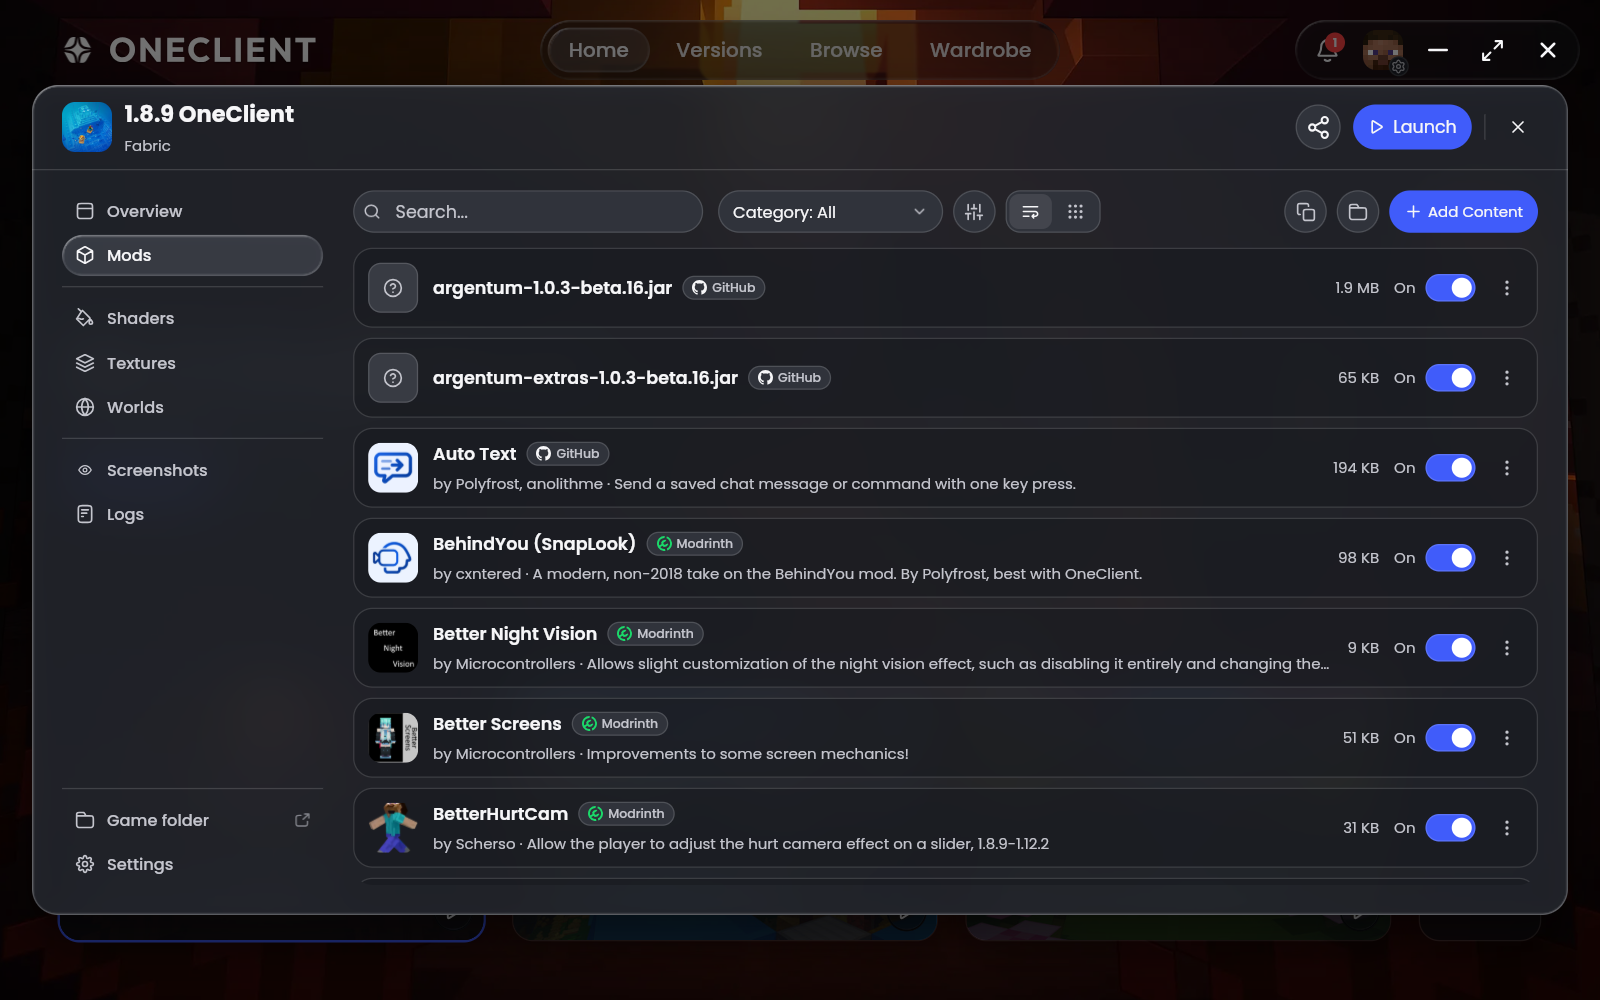 ONECLIENT
Home Versions Browse Wardrobe
1
1.8.9 OneClient
Fabric
Launch
Overview
Mods
Shaders
Textures
Worlds
Screenshots
Logs
Game folder
Settings
Search...
Category: All
Add Content
argentum-1.0.3-beta.16.jar GitHub
1.9 MB On
argentum-extras-1.0.3-beta.16.jar GitHub
65 KB On
Auto Text GitHub
by Polyfrost, anolithme · Send a saved chat message or command with one key press.
194 KB On
BehindYou (SnapLook) Modrinth
by cxntered · A modern, non-2018 take on the BehindYou mod. By Polyfrost, best with OneClient.
98 KB On
Better
Night
Vision
Better Night Vision Modrinth
by Microcontrollers · Allows slight customization of the night vision effect, such as disabling it entirely and changing the...
9 KB On
Better
Screens
Better Screens Modrinth
by Microcontrollers · Improvements to some screen mechanics!
51 KB On
BetterHurtCam Modrinth
by Scherso · Allow the player to adjust the hurt camera effect on a slider, 1.8.9-1.12.2
31 KB On